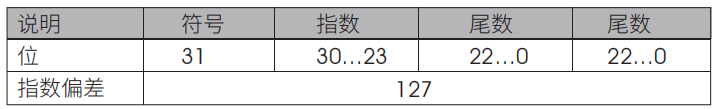 说明 符号 指数 尾数 尾数
位 31 30...23 22...0 22...0
指数偏差 127